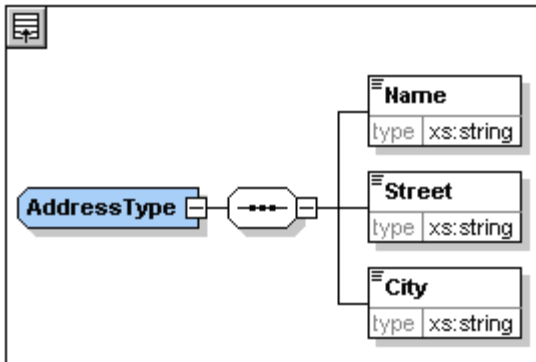 Name
type xs:string
AddressType
Street
type xs:string
City
type xs:string